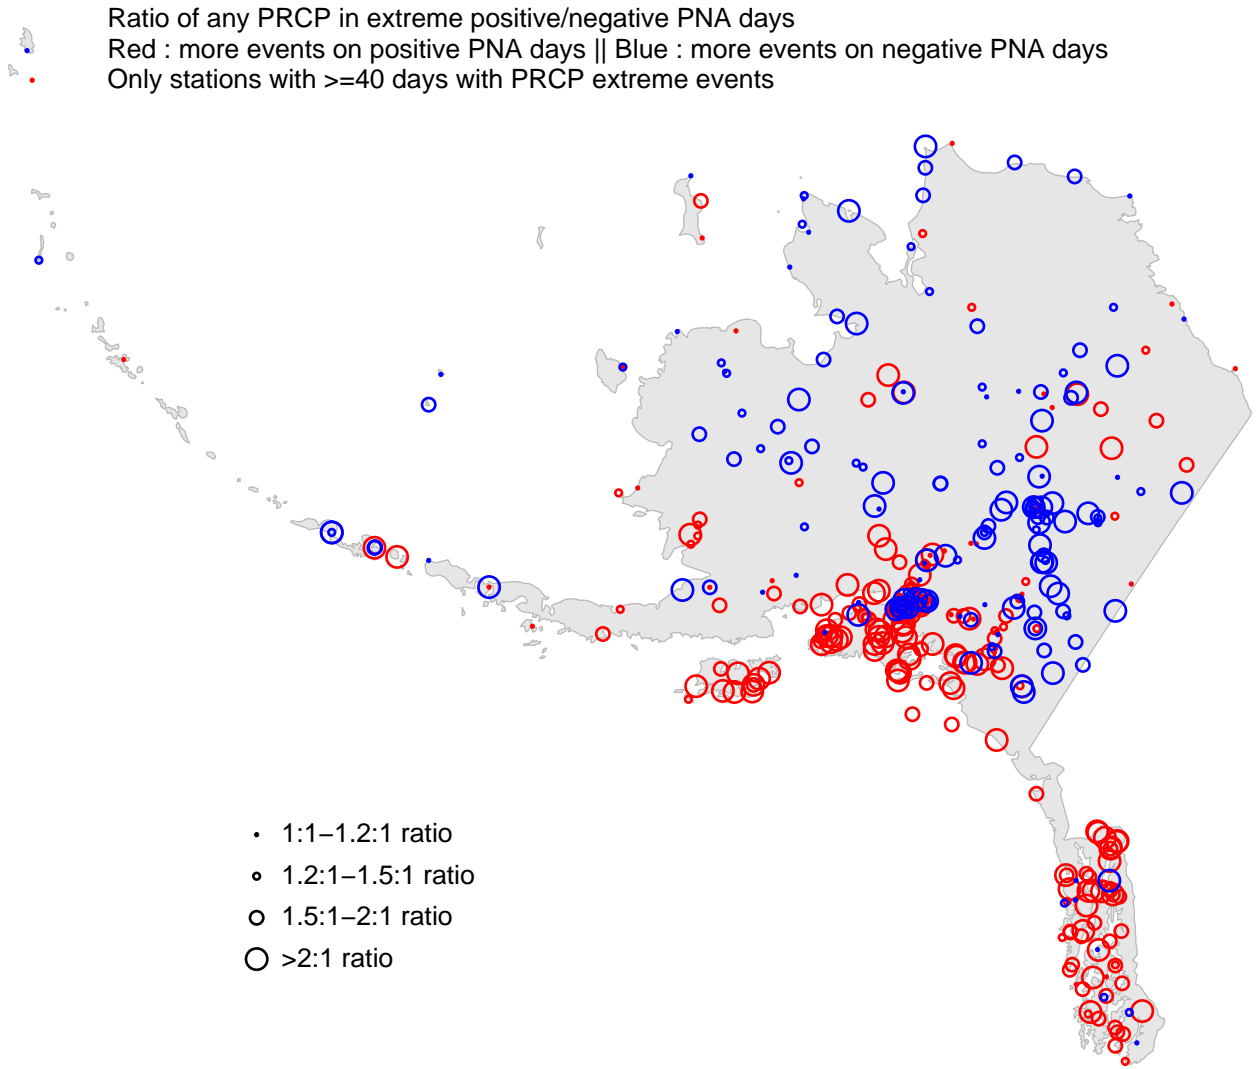 Ratio of any PRCP in extreme positive/negative PNA days
Red : more events on positive PNA days || Blue : more events on negative PNA days
Only stations with >=40 days with PRCP extreme events
1:1−1.2:1 ratio
1.2:1−1.5:1 ratio
1.5:1−2:1 ratio
>2:1 ratio